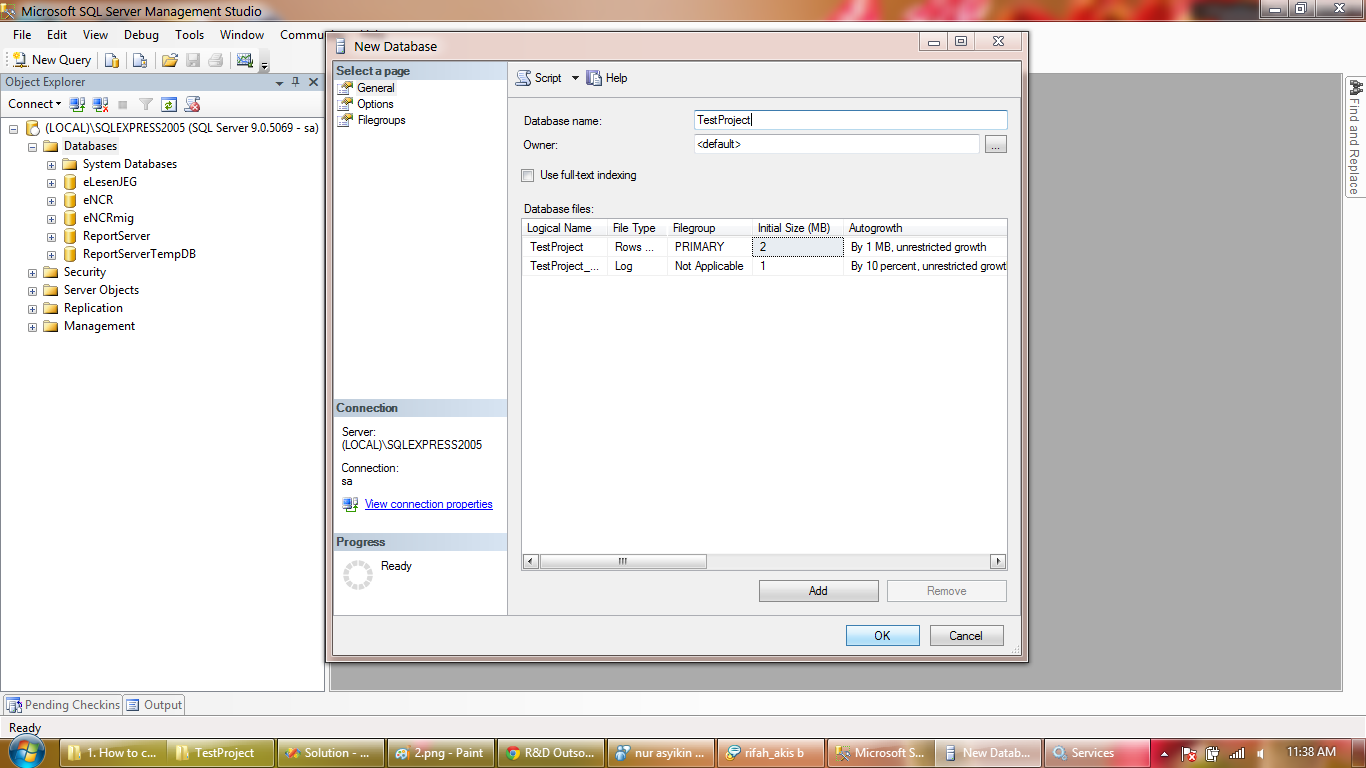 Microsoft SQL Server Management Studio
File Edit View Debug Tools Window
New Query
Object Explorer
Connect
(LOCAL)\SQLEXPRESS2005 (SQL Server 9.0.5069 - sa)
Databases
System Databases
eLesenJEG
eNCR
eNCRmig
ReportServer
ReportServerTempDB
Security
Server Objects
Replication
Management
New Database
Select a page
General
Options
Filegroups
Connection
Server:
(LOCAL)\SQLEXPRESS2005
Connection:
sa
View connection properties
Progress
Ready
Script Help
Database name: TestProject
Owner: <default> ...
Use full-text indexing
Database files:
Logical Name File Type Filegroup Initial Size (MB) Autogrowth
TestProject Rows ... PRIMARY 2 By 1 MB, unrestricted growth
TestProject_... Log Not Applicable 1 By 10 percent, unrestricted growt
Add Remove
OK Cancel
Find and Replace
Pending Checkins Output
Ready
1. How to c... TestProject Solution - ... 2.png - Paint R&D Outso... nur asyikin ... rifah_akis b Microsoft S... New Datab... Services 11:38 AM